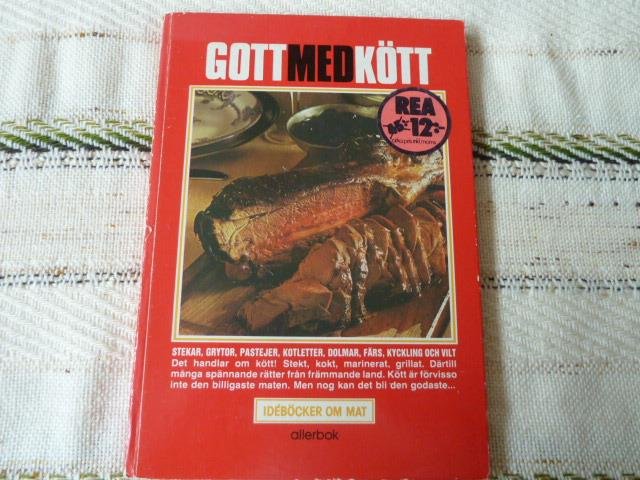 GOTTMEDKÖTT
REA
12:-
STEKAR, GRYTOR, PASTEJER, KOTLETTER, DOLMAR, FÄRS, KYCKLING OCH VILT
Det handlar om kött! Stekt, kokt, marinerat, grillat. Därtill
många spännande rätter från främmande land. Kött är förvisso
inte den billigaste maten. Men nog kan det bli den godaste...
IDÉBÖCKER OM MAT
allerbok